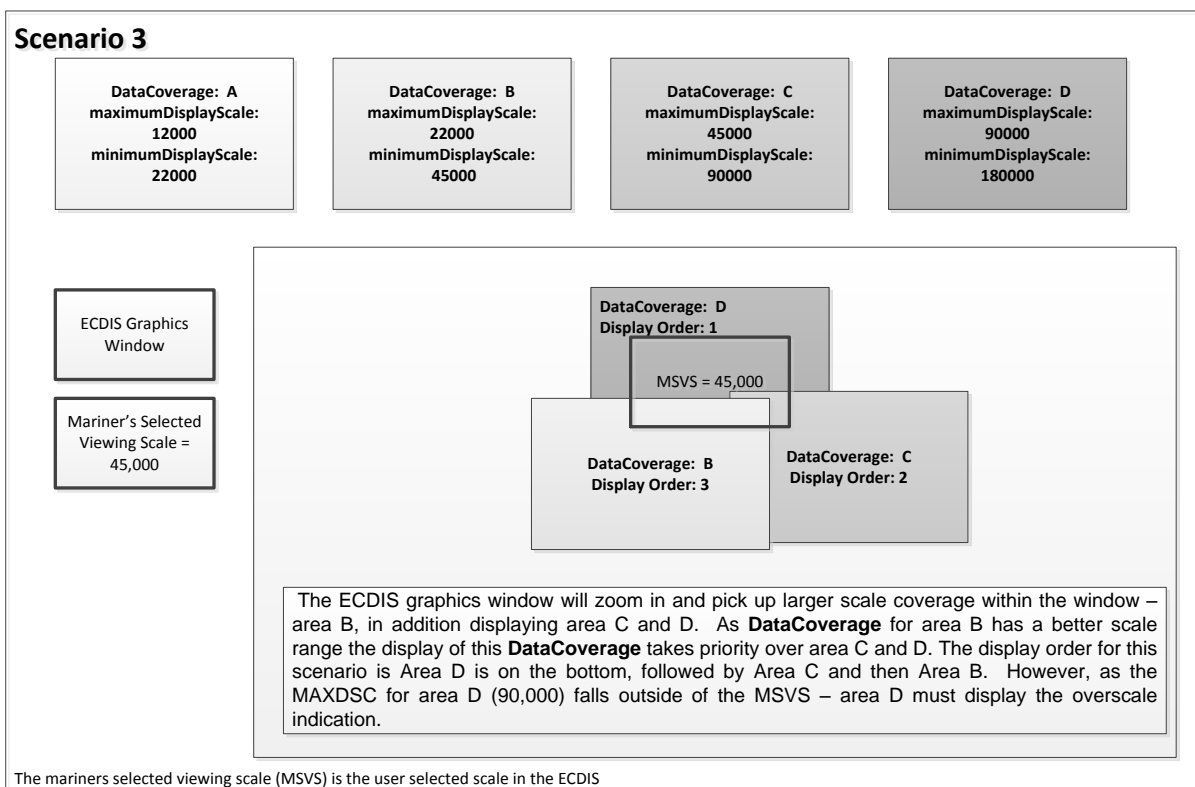 Scenario 3
DataCoverage: A
maximumDisplayScale:
12000
minimumDisplayScale:
22000
DataCoverage: B
maximumDisplayScale:
22000
minimumDisplayScale:
45000
DataCoverage: C
maximumDisplayScale:
45000
minimumDisplayScale:
90000
DataCoverage: D
maximumDisplayScale:
90000
minimumDisplayScale:
180000
ECDIS Graphics
Window
Mariner’s Selected
Viewing Scale =
45,000
DataCoverage: D
Display Order: 1
MSVS = 45,000
DataCoverage: B
Display Order: 3
DataCoverage: C
Display Order: 2
The ECDIS graphics window will zoom in and pick up larger scale coverage within the window –
area B, in addition displaying area C and D. As DataCoverage for area B has a better scale
range the display of this DataCoverage takes priority over area C and D. The display order for this
scenario is Area D is on the bottom, followed by Area C and then Area B. However, as the
MAXDSC for area D (90,000) falls outside of the MSVS – area D must display the overscale
indication.
The mariners selected viewing scale (MSVS) is the user selected scale in the ECDIS